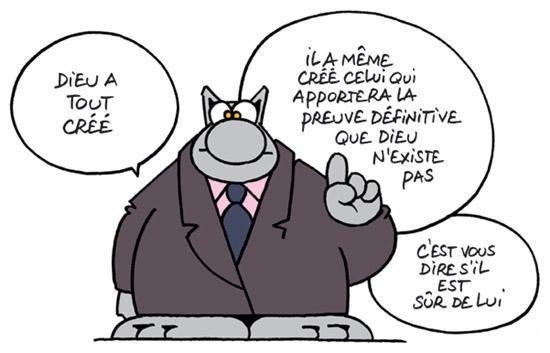 DIEU A
TOUT
CRÉÉ
iL A MÊME
CRÉÉ CELUI QUI
APPORTERA LA
PREUVE DÉFINITIVE
QUE DIEU
N'EXISTE
PAS
C'EST VOUS
DIRE S'IL
EST
SÛR DE LUI